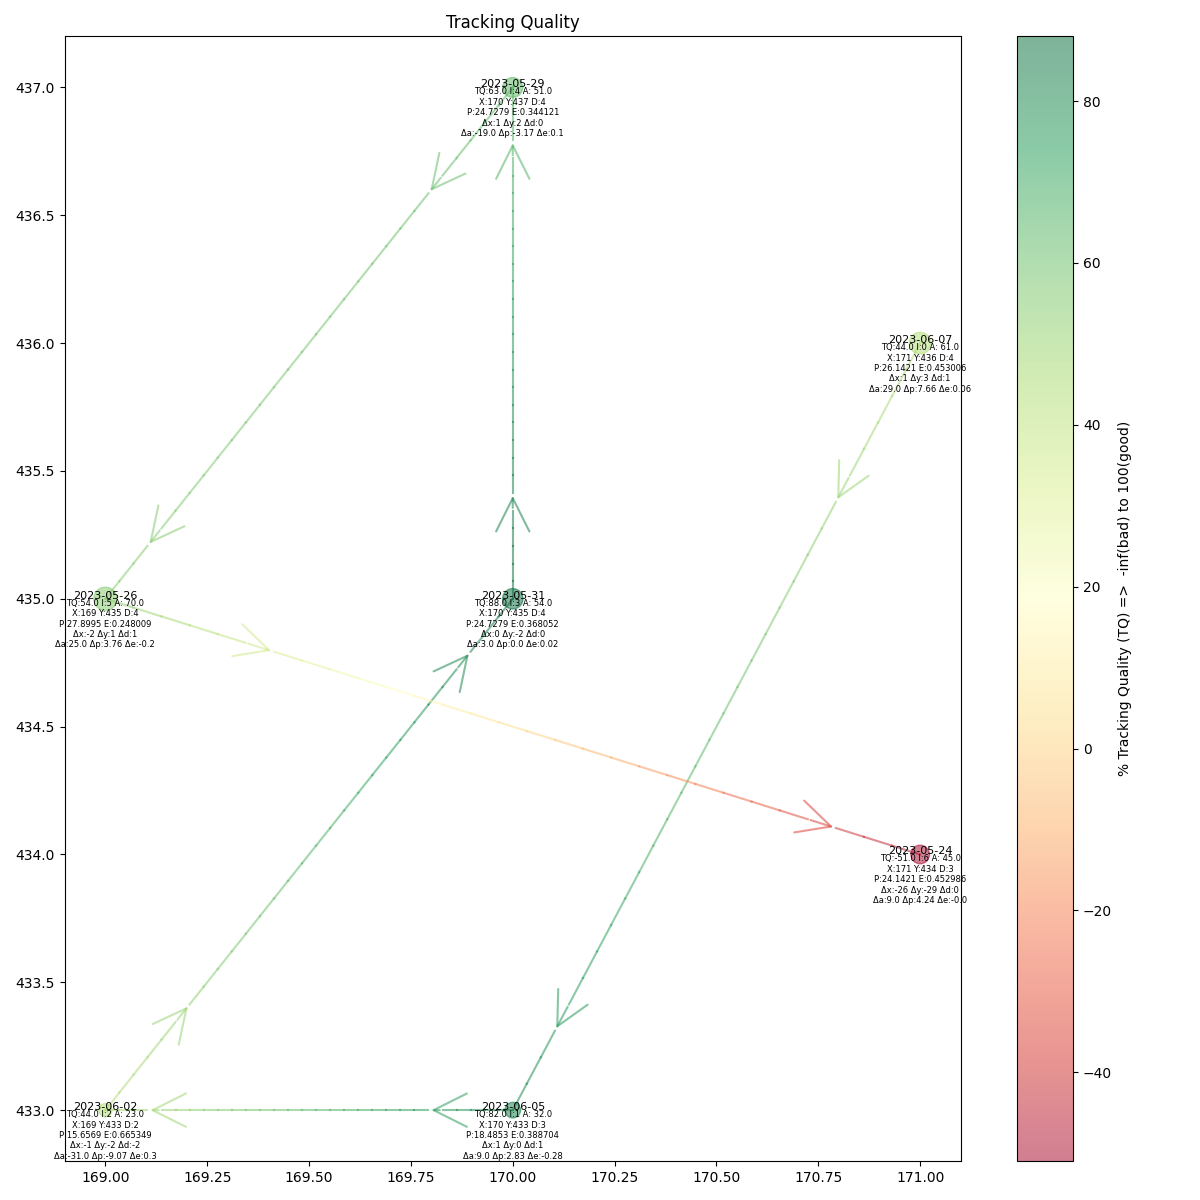 Tracking Quality
437.0
436.5
436.0
435.5
435.0
434.5
434.0
433.5
433.0
2023-05-29
TQ:63.0 I:4 A: 51.0
X:170 Y:437 D:4
P:24.7279 E:0.344121
Δx:1 Δy:2 Δd:0
Δa:-19.0 Δp:-3.17 Δe:0.1
2023-06-07
TQ:44.0 I:0 A: 61.0
X:171 Y:436 D:4
P:26.1421 E:0.453006
Δx:1 Δy:3 Δd:1
Δa:29.0 Δp:7.66 Δe:0.06
2023-05-26
TQ:54.0 I:5 A: 70.0
X:169 Y:435 D:4
P:27.8995 E:0.248009
Δx:-2 Δy:1 Δd:1
Δa:25.0 Δp:3.76 Δe:-0.2
2023-05-31
TQ:88.0 I:3 A: 54.0
X:170 Y:435 D:4
P:24.7279 E:0.368052
Δx:0 Δy:-2 Δd:0
Δa:3.0 Δp:0.0 Δe:0.02
2023-05-24
TQ:-51.0 I:6 A: 45.0
X:171 Y:434 D:3
P:24.1421 E:0.452986
Δx:-26 Δy:-29 Δd:0
Δa:9.0 Δp:4.24 Δe:-0.0
2023-06-02
TQ:44.0 I:2 A: 23.0
X:169 Y:433 D:2
P:15.6569 E:0.665349
Δx:-1 Δy:-2 Δd:-2
Δa:-31.0 Δp:-9.07 Δe:0.3
2023-06-05
TQ:82.0 I:1 A: 32.0
X:170 Y:433 D:3
P:18.4853 E:0.388704
Δx:1 Δy:0 Δd:1
Δa:9.0 Δp:2.83 Δe:-0.28
169.00 169.25 169.50 169.75 170.00 170.25 170.50 170.75 171.00
80
60
40
20
0
−20
−40
% Tracking Quality (TQ) => -inf(bad) to 100(good)